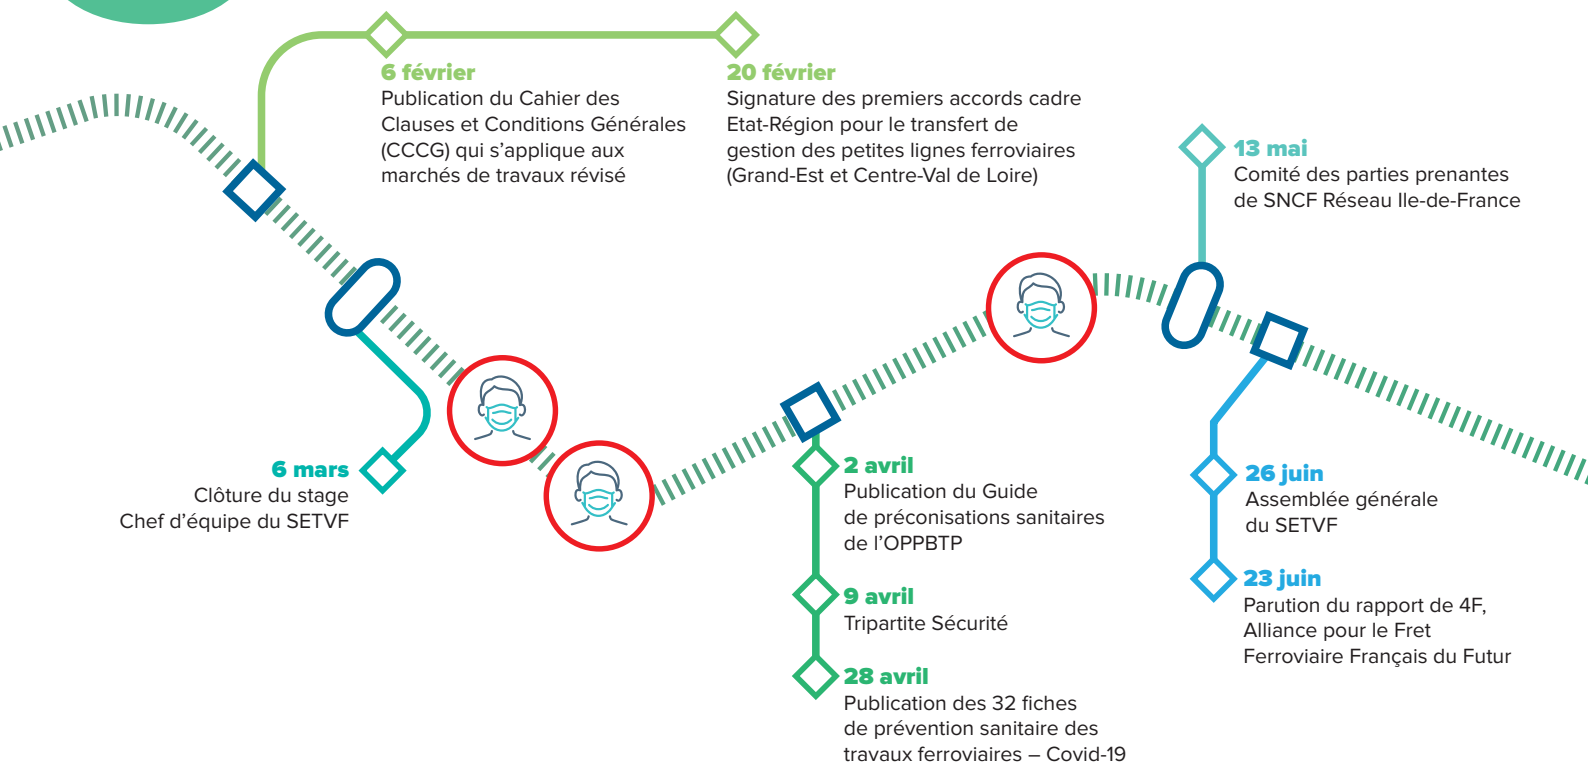 6 février
Publication du Cahier des
Clauses et Conditions Générales
(CCCG) qui s’applique aux
marchés de travaux révisé
20 février
Signature des premiers accords cadre
Etat-Région pour le transfert de
gestion des petites lignes ferroviaires
(Grand-Est et Centre-Val de Loire)
13 mai
Comité des parties prenantes
de SNCF Réseau Ile-de-France
6 mars
Clôture du stage
Chef d’équipe du SETVF
2 avril
Publication du Guide
de préconisations sanitaires
de l’OPPBTP
9 avril
Tripartite Sécurité
28 avril
Publication des 32 fiches
de prévention sanitaire des
travaux ferroviaires – Covid-19
26 juin
Assemblée générale
du SETVF
23 juin
Parution du rapport de 4F,
Alliance pour le Fret
Ferroviaire Français du Futur